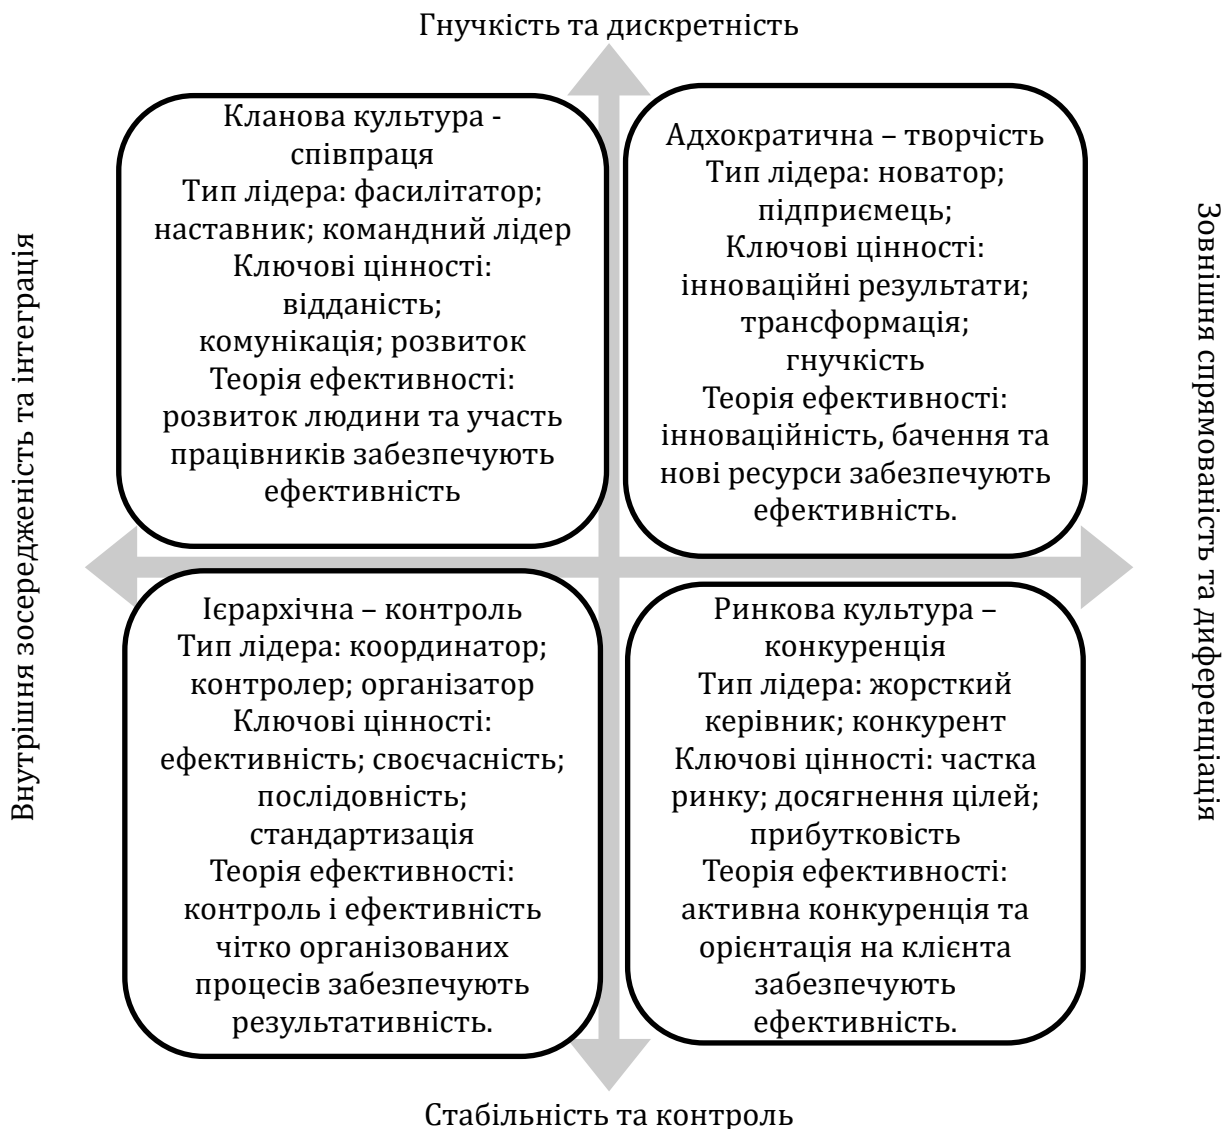 Гнучкість та дискретність
Кланова культура -
співпраця
Тип лідера: фасилітатор;
наставник; командний лідер
Ключові цінності:
відданість;
комунікація; розвиток
Теорія ефективності:
розвиток людини та участь
працівників забезпечують
ефективність
Адхократична – творчість
Тип лідера: новатор;
підприємець;
Ключові цінності:
інноваційні результати;
трансформація;
гнучкість
Теорія ефективності:
інноваційність, бачення та
нові ресурси забезпечують
ефективність.
Внутрішня зосередженість та інтеграція
Зовнішня спрямованість та диференціація
Ієрархічна – контроль
Тип лідера: координатор;
контролер; організатор
Ключові цінності:
ефективність; своєчасність;
послідовність;
стандартизація
Теорія ефективності:
контроль і ефективність
чітко організованих
процесів забезпечують
результативність.
Ринкова культура –
конкуренція
Тип лідера: жорсткий
керівник; конкурент
Ключові цінності: частка
ринку; досягнення цілей;
прибутковість
Теорія ефективності:
активна конкуренція та
орієнтація на клієнта
забезпечують
ефективність.
Стабільність та контроль